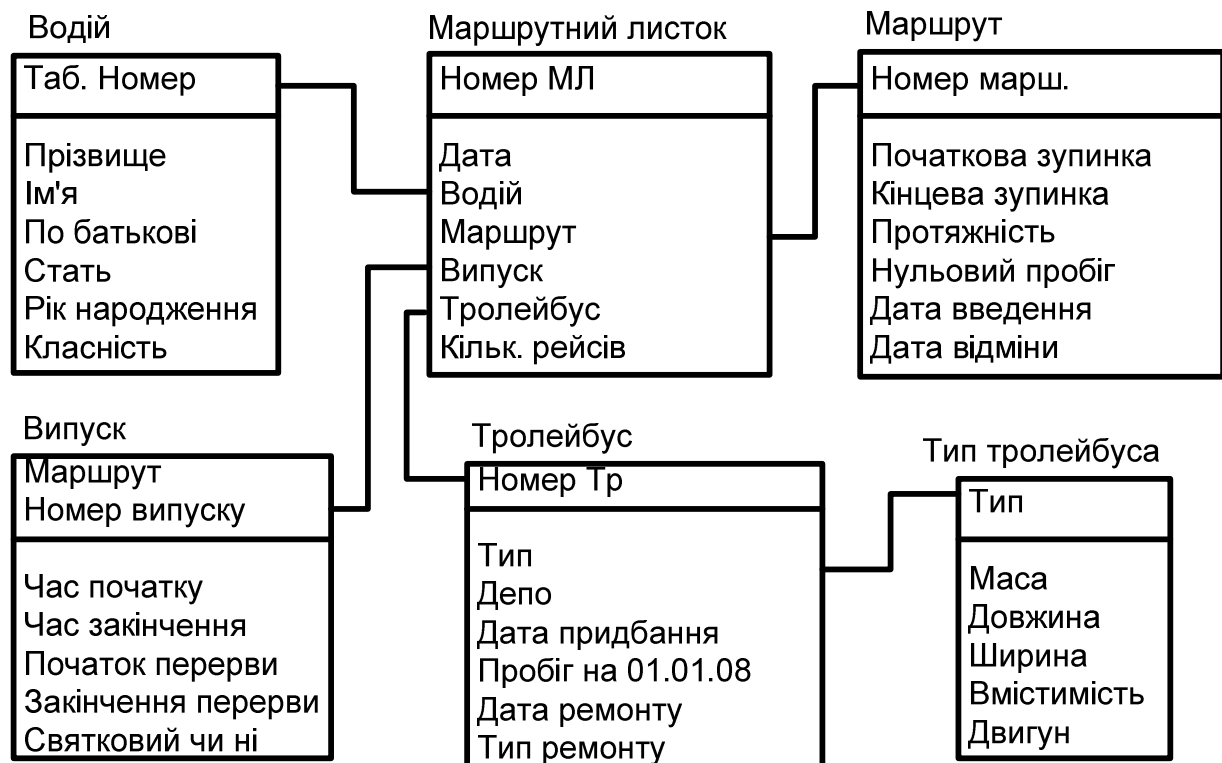 Водій
Таб. Номер
Прізвище
Ім'я
По батькові
Стать
Рік народження
Класність
Маршрутний листок
Номер МЛ
Дата
Водій
Маршрут
Випуск
Тролейбус
Кільк. рейсів
Маршрут
Номер марш.
Початкова зупинка
Кінцева зупинка
Протяжність
Нульовий пробіг
Дата введення
Дата відміни
Випуск
Маршрут
Номер випуску
Час початку
Час закінчення
Початок перерви
Закінчення перерви
Святковий чи ні
Тролейбус
Номер Тр
Тип
Депо
Дата придбання
Пробіг на 01.01.08
Дата ремонту
Тип ремонту
Тип тролейбуса
Тип
Маса
Довжина
Ширина
Вмістимість
Двигун